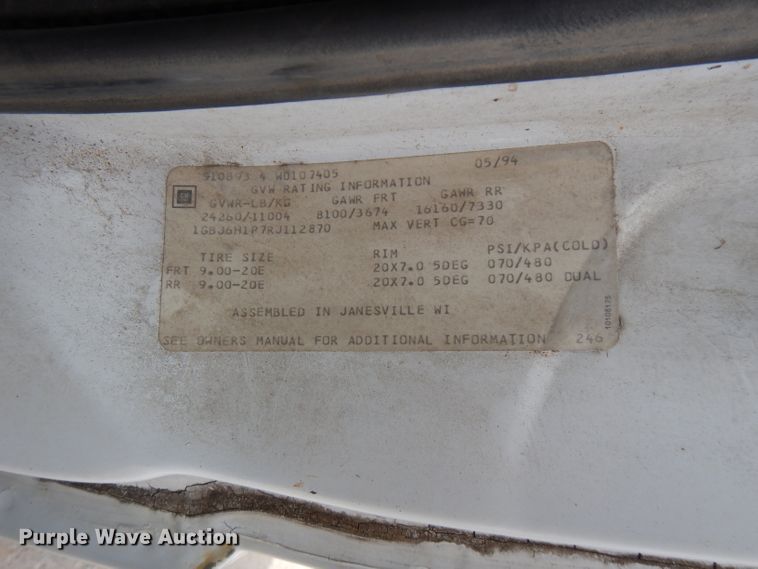 910893 4 W0107405 05/94
GVW RATING INFORMATION
GVWR-LB/KG GAWR FRT GAWR RR
24260/11004 8100/3674 16160/7330
1GBJ6H1P7RJ112870 MAX VERT CG=70
TIRE SIZE RIM PSI/KPA(COLD)
FRT 9.00-20E 20X7.0 5DEG 070/480
RR 9.00-20E 20X7.0 5DEG 070/480 DUAL
ASSEMBLED IN JANESVILLE WI
10108175
SEE OWNERS MANUAL FOR ADDITIONAL INFORMATION 246
Purple Wave Auction